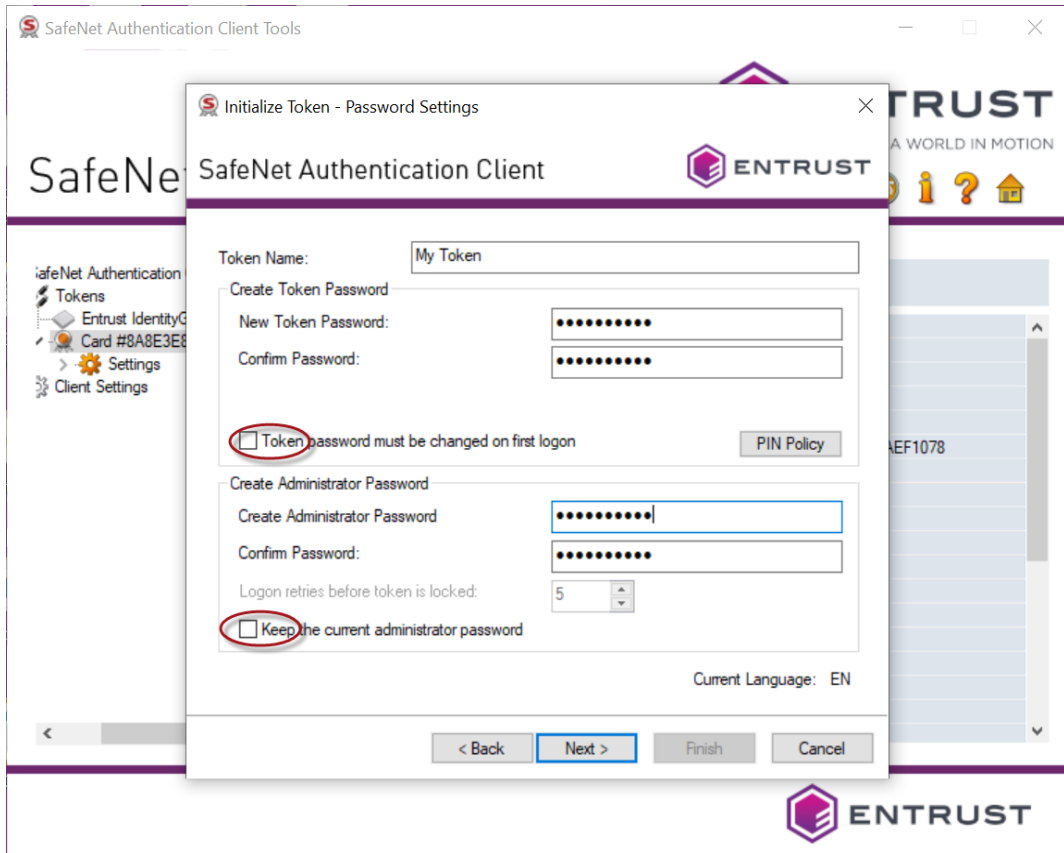 SafeNet Authentication Client Tools
Initialize Token - Password Settings
TRUST
A WORLD IN MOTION
SafeNe
SafeNet Authentication Client
ENTRUST
Token Name: My Token
afeNet Authentication
Create Token Password
Tokens
New Token Password: ●●●●●●●●●●
Entrust IdentityG
Card #8A8E3E8
Confirm Password: ●●●●●●●●●●
Settings
Client Settings
Token password must be changed on first logon
PIN Policy
AEF1078
Create Administrator Password
Create Administrator Password ●●●●●●●●●●
Confirm Password: ●●●●●●●●●●
Logon retries before token is locked: 5
Keep the current administrator password
Current Language: EN
< Back Next > Finish Cancel
ENTRUST